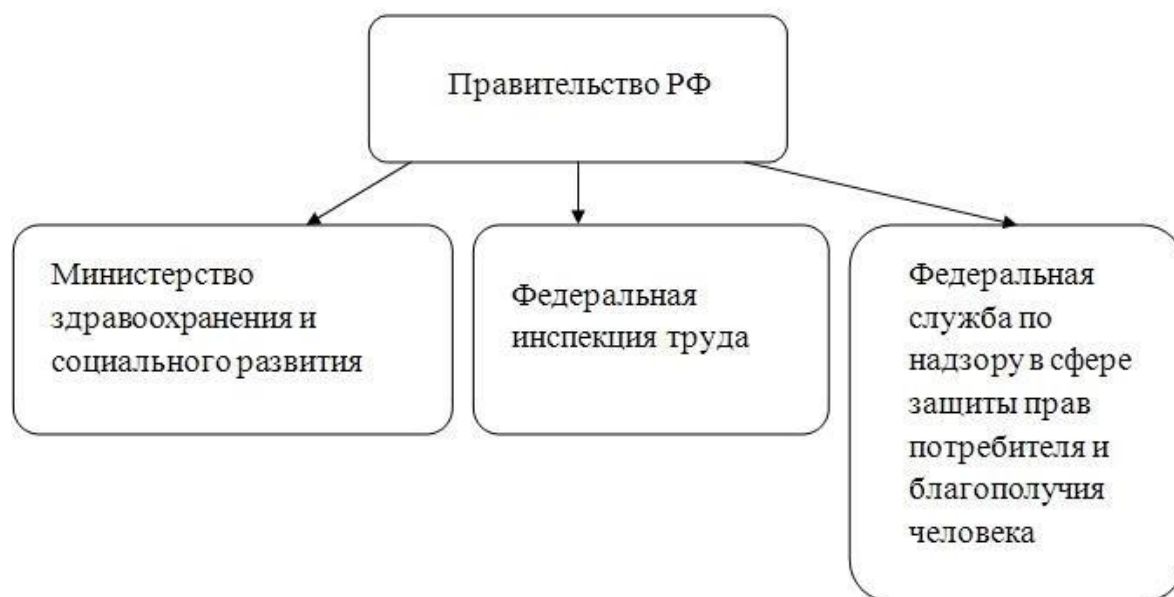 Правительство РФ
Министерство
здравоохранения и
социального развития
Федеральная
инспекция труда
Федеральная
служба по
надзору в сфере
защиты прав
потребителя и
благополучия
человека